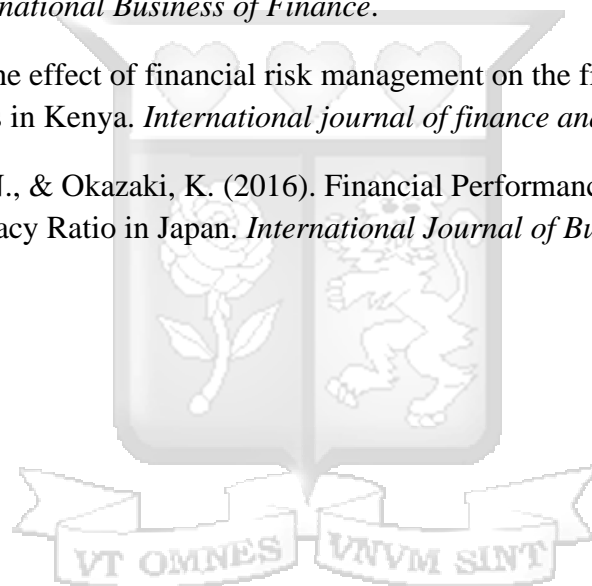 national Business of Finance.
he effect of financial risk management on the fi
s in Kenya. International journal of finance and
N., & Okazaki, K. (2016). Financial Performanc
acy Ratio in Japan. International Journal of Bu
VT OMNES VNVM SINT